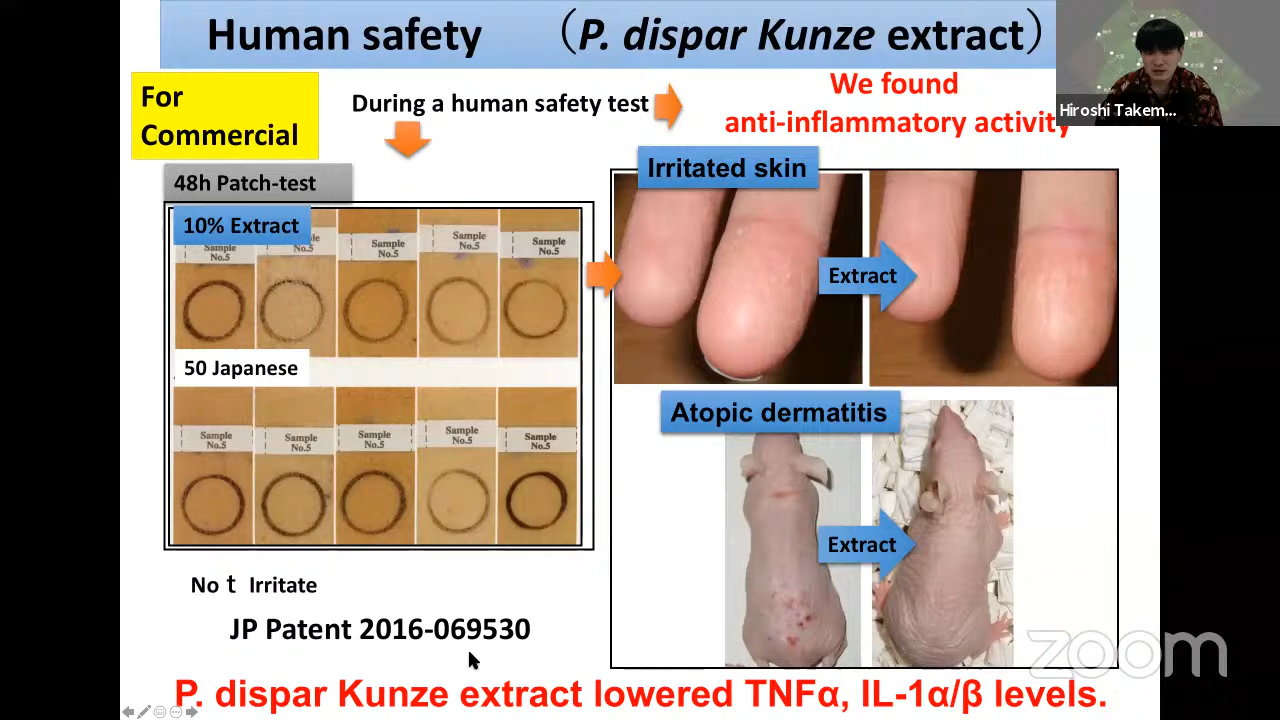 Human safety （P. dispar Kunze extract）
Hiroshi Takem...
For
Commercial
During a human safety test
We found
anti-inflammatory activity
48h Patch-test
10% Extract
Sample
No.5
Sample
No.5
Sample
No.5
Sample
No.5
No.5
50 Japanese
Sample
No.5
Sample
No.5
Sample
No.5
Sample
No.5
Sample
No.5
Noｔ Irritate
JP Patent 2016-069530
Irritated skin
Extract
Atopic dermatitis
Extract
zoom
P. dispar Kunze extract lowered TNFα, IL-1α/β levels.